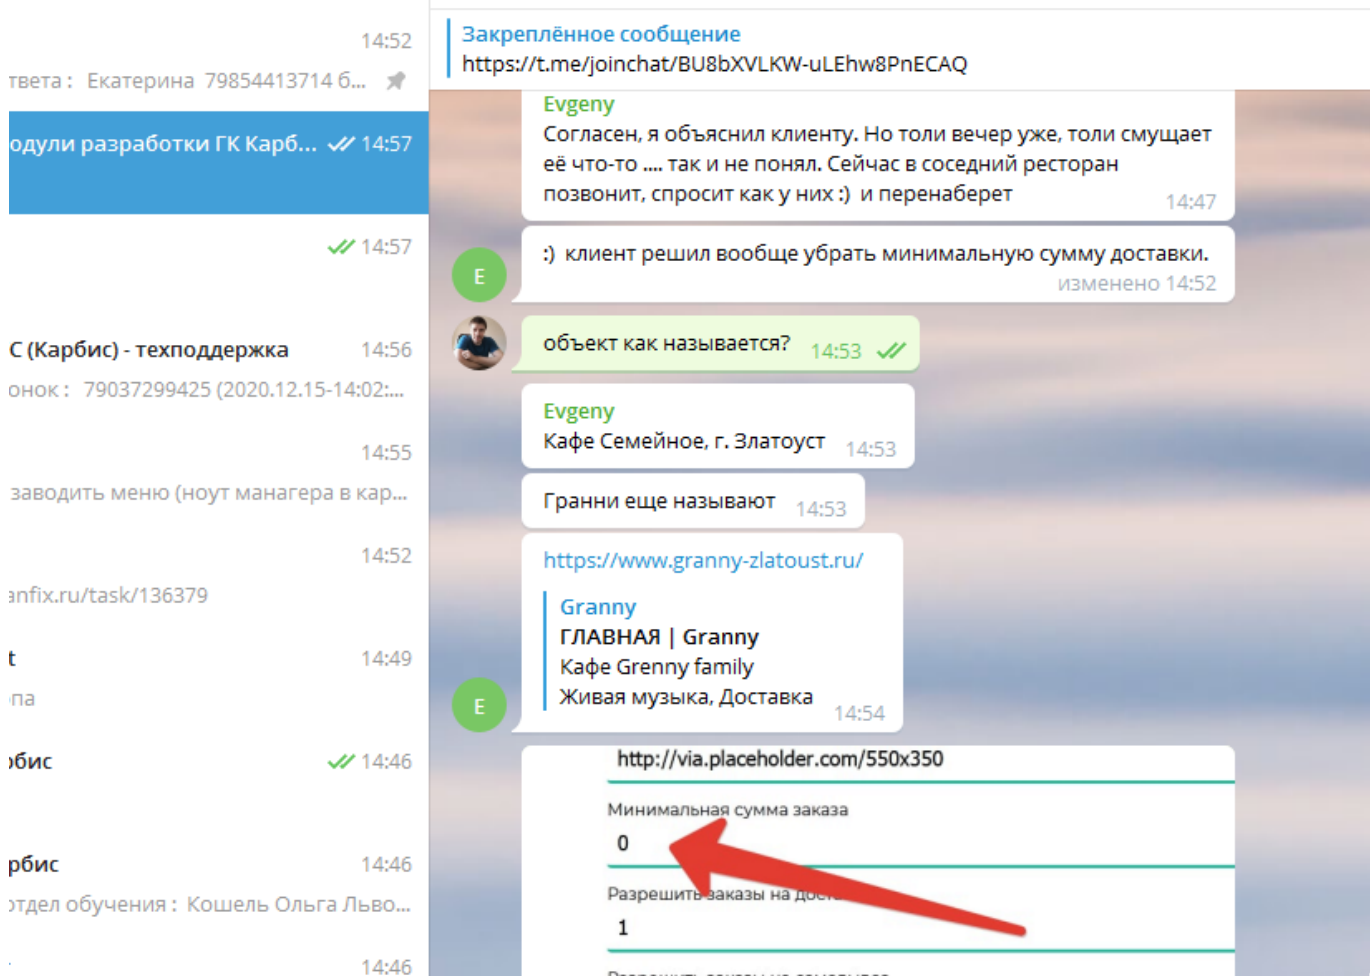 14:52
твета : Екатерина 79854413714 б...
одули разработки ГК Карб... 14:57
14:57
С (Карбис) - техподдержка 14:56
онок : 79037299425 (2020.12.15-14:02:...
14:55
заводить меню (ноут манагера в кар...
14:52
anfix.ru/task/136379
t 14:49
па
рбис 14:46
рбис 14:46
отдел обучения : Кошель Ольга Льво...
14:46
Закреплённое сообщение
https://t.me/joinchat/BU8bXVLKW-uLEhw8PnECAQ
Evgeny
Согласен, я объяснил клиенту. Но толи вечер уже, толи смущает
её что-то .... так и не понял. Сейчас в соседний ресторан
позвонит, спросит как у них :) и перенаберет 14:47
:) клиент решил вообще убрать минимальную сумму доставки.
изменено 14:52
E
объект как называется? 14:53
Evgeny
Кафе Семейное, г. Златоуст 14:53
Гранни еще называют 14:53
https://www.granny-zlatoust.ru/
Granny
ГЛАВНАЯ | Granny
Кафе Grenny family
Живая музыка, Доставка 14:54
E
http://via.placeholder.com/550x350
Минимальная сумма заказа
0
Разрешить заказы на
1